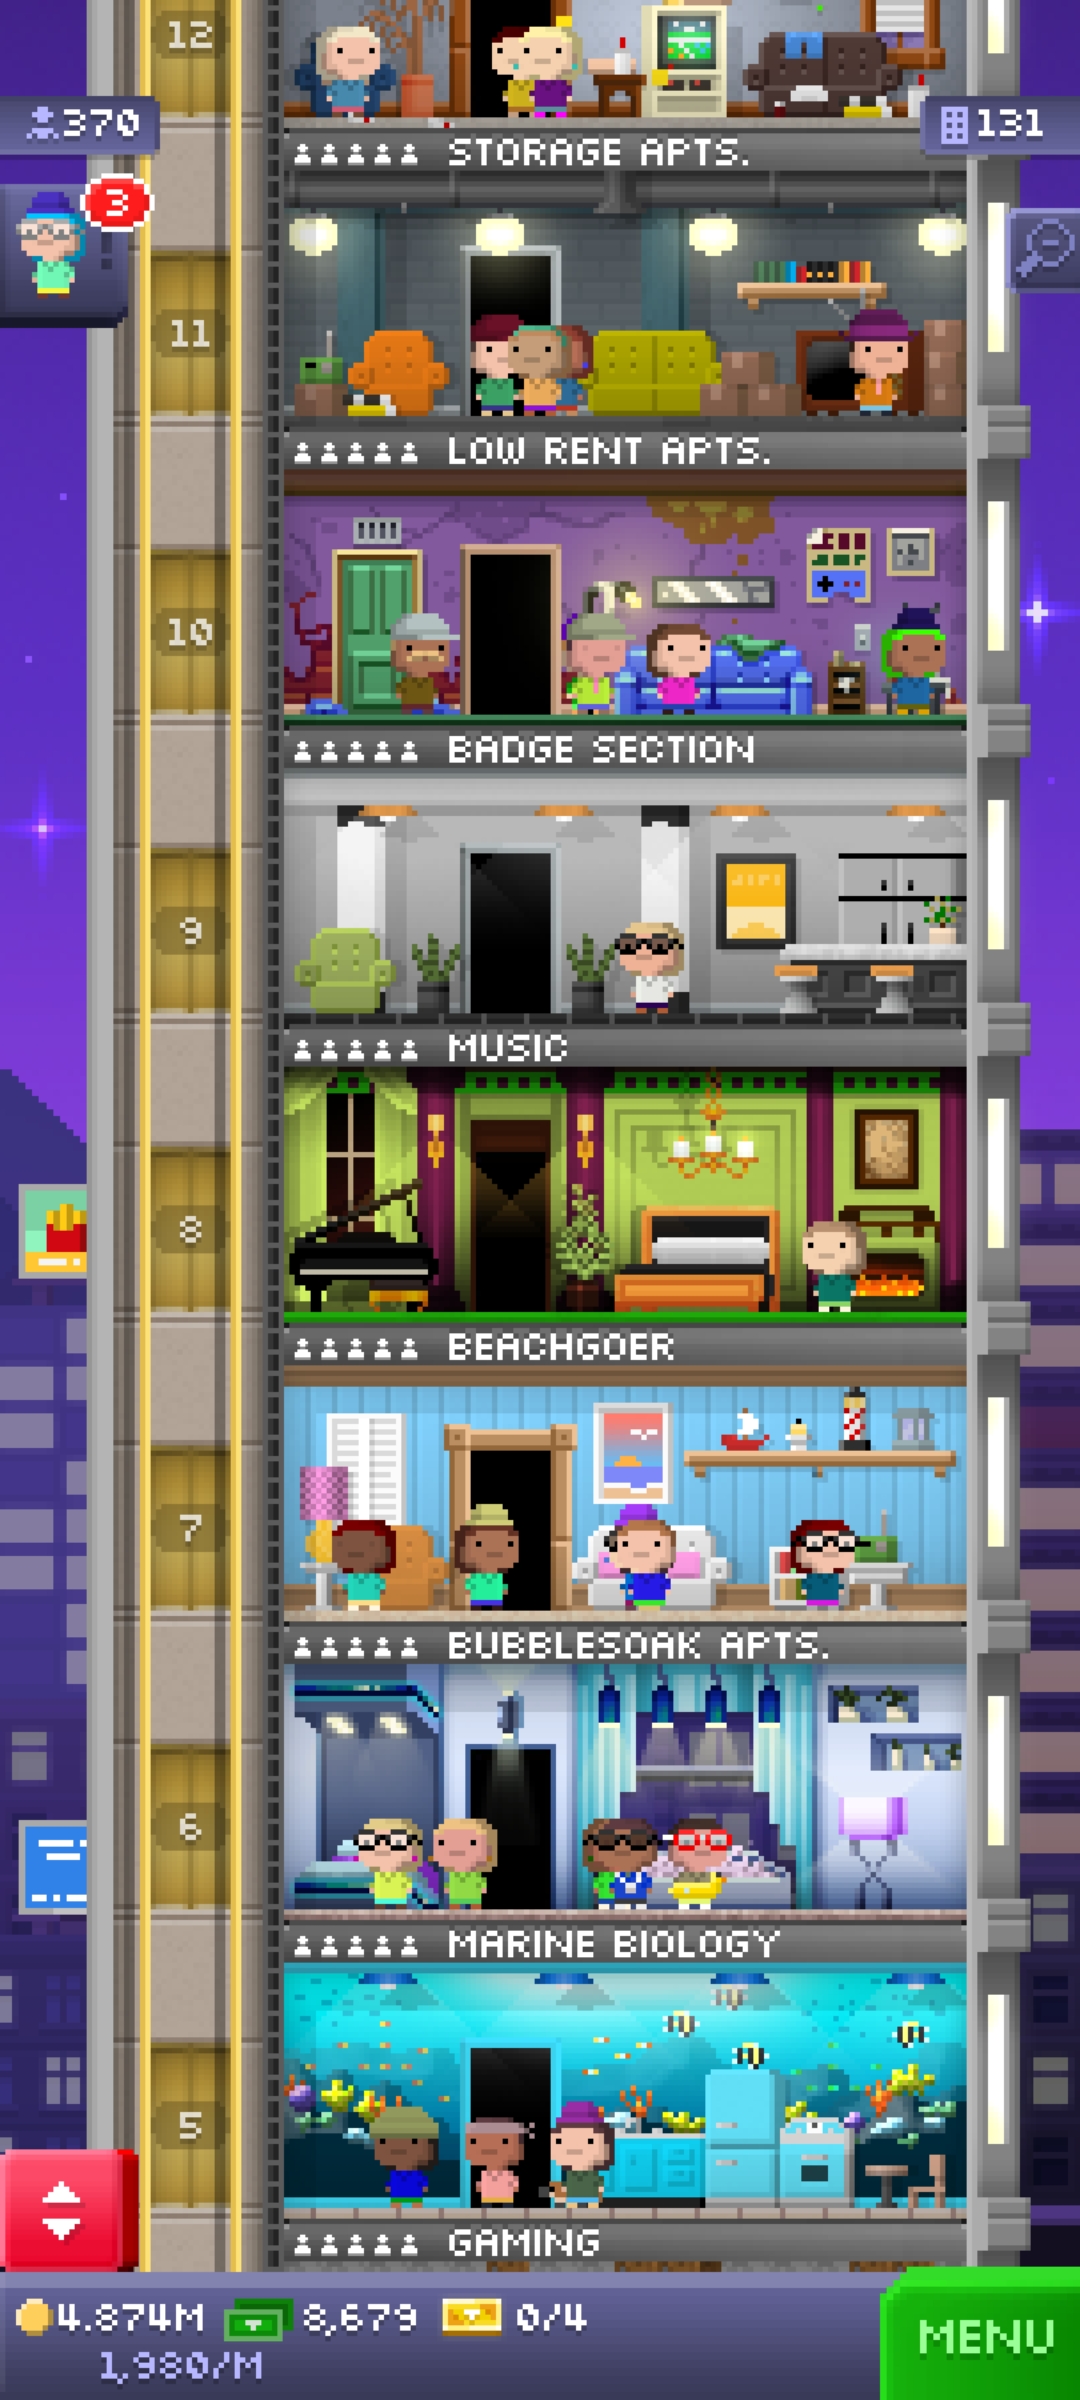 12
370
131
STORAGE APTS.
3
11
LOW RENT APTS.
10
BADGE SECTION
9
MUSIC
8
BEACHGOER
7
BUBBLESOAK APTS.
6
MARINE BIOLOGY
5
GAMING
4.874M 8,679 0/4
1,980/M
MENU